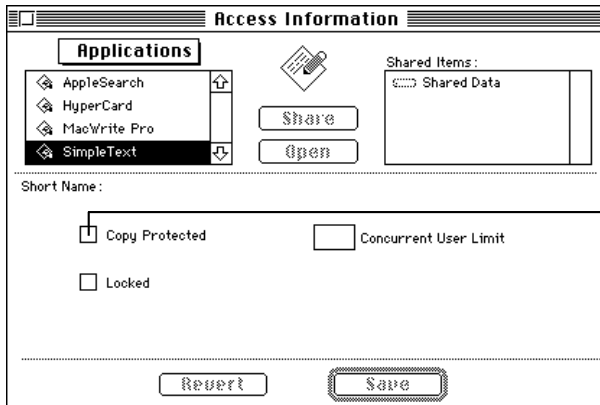 Access Information
Applications
AppleSearch
HyperCard
MacWrite Pro
SimpleText
Share
Open
Shared Items:
Shared Data
Short Name:
Copy Protected
Concurrent User Limit
Locked
Revert
Save